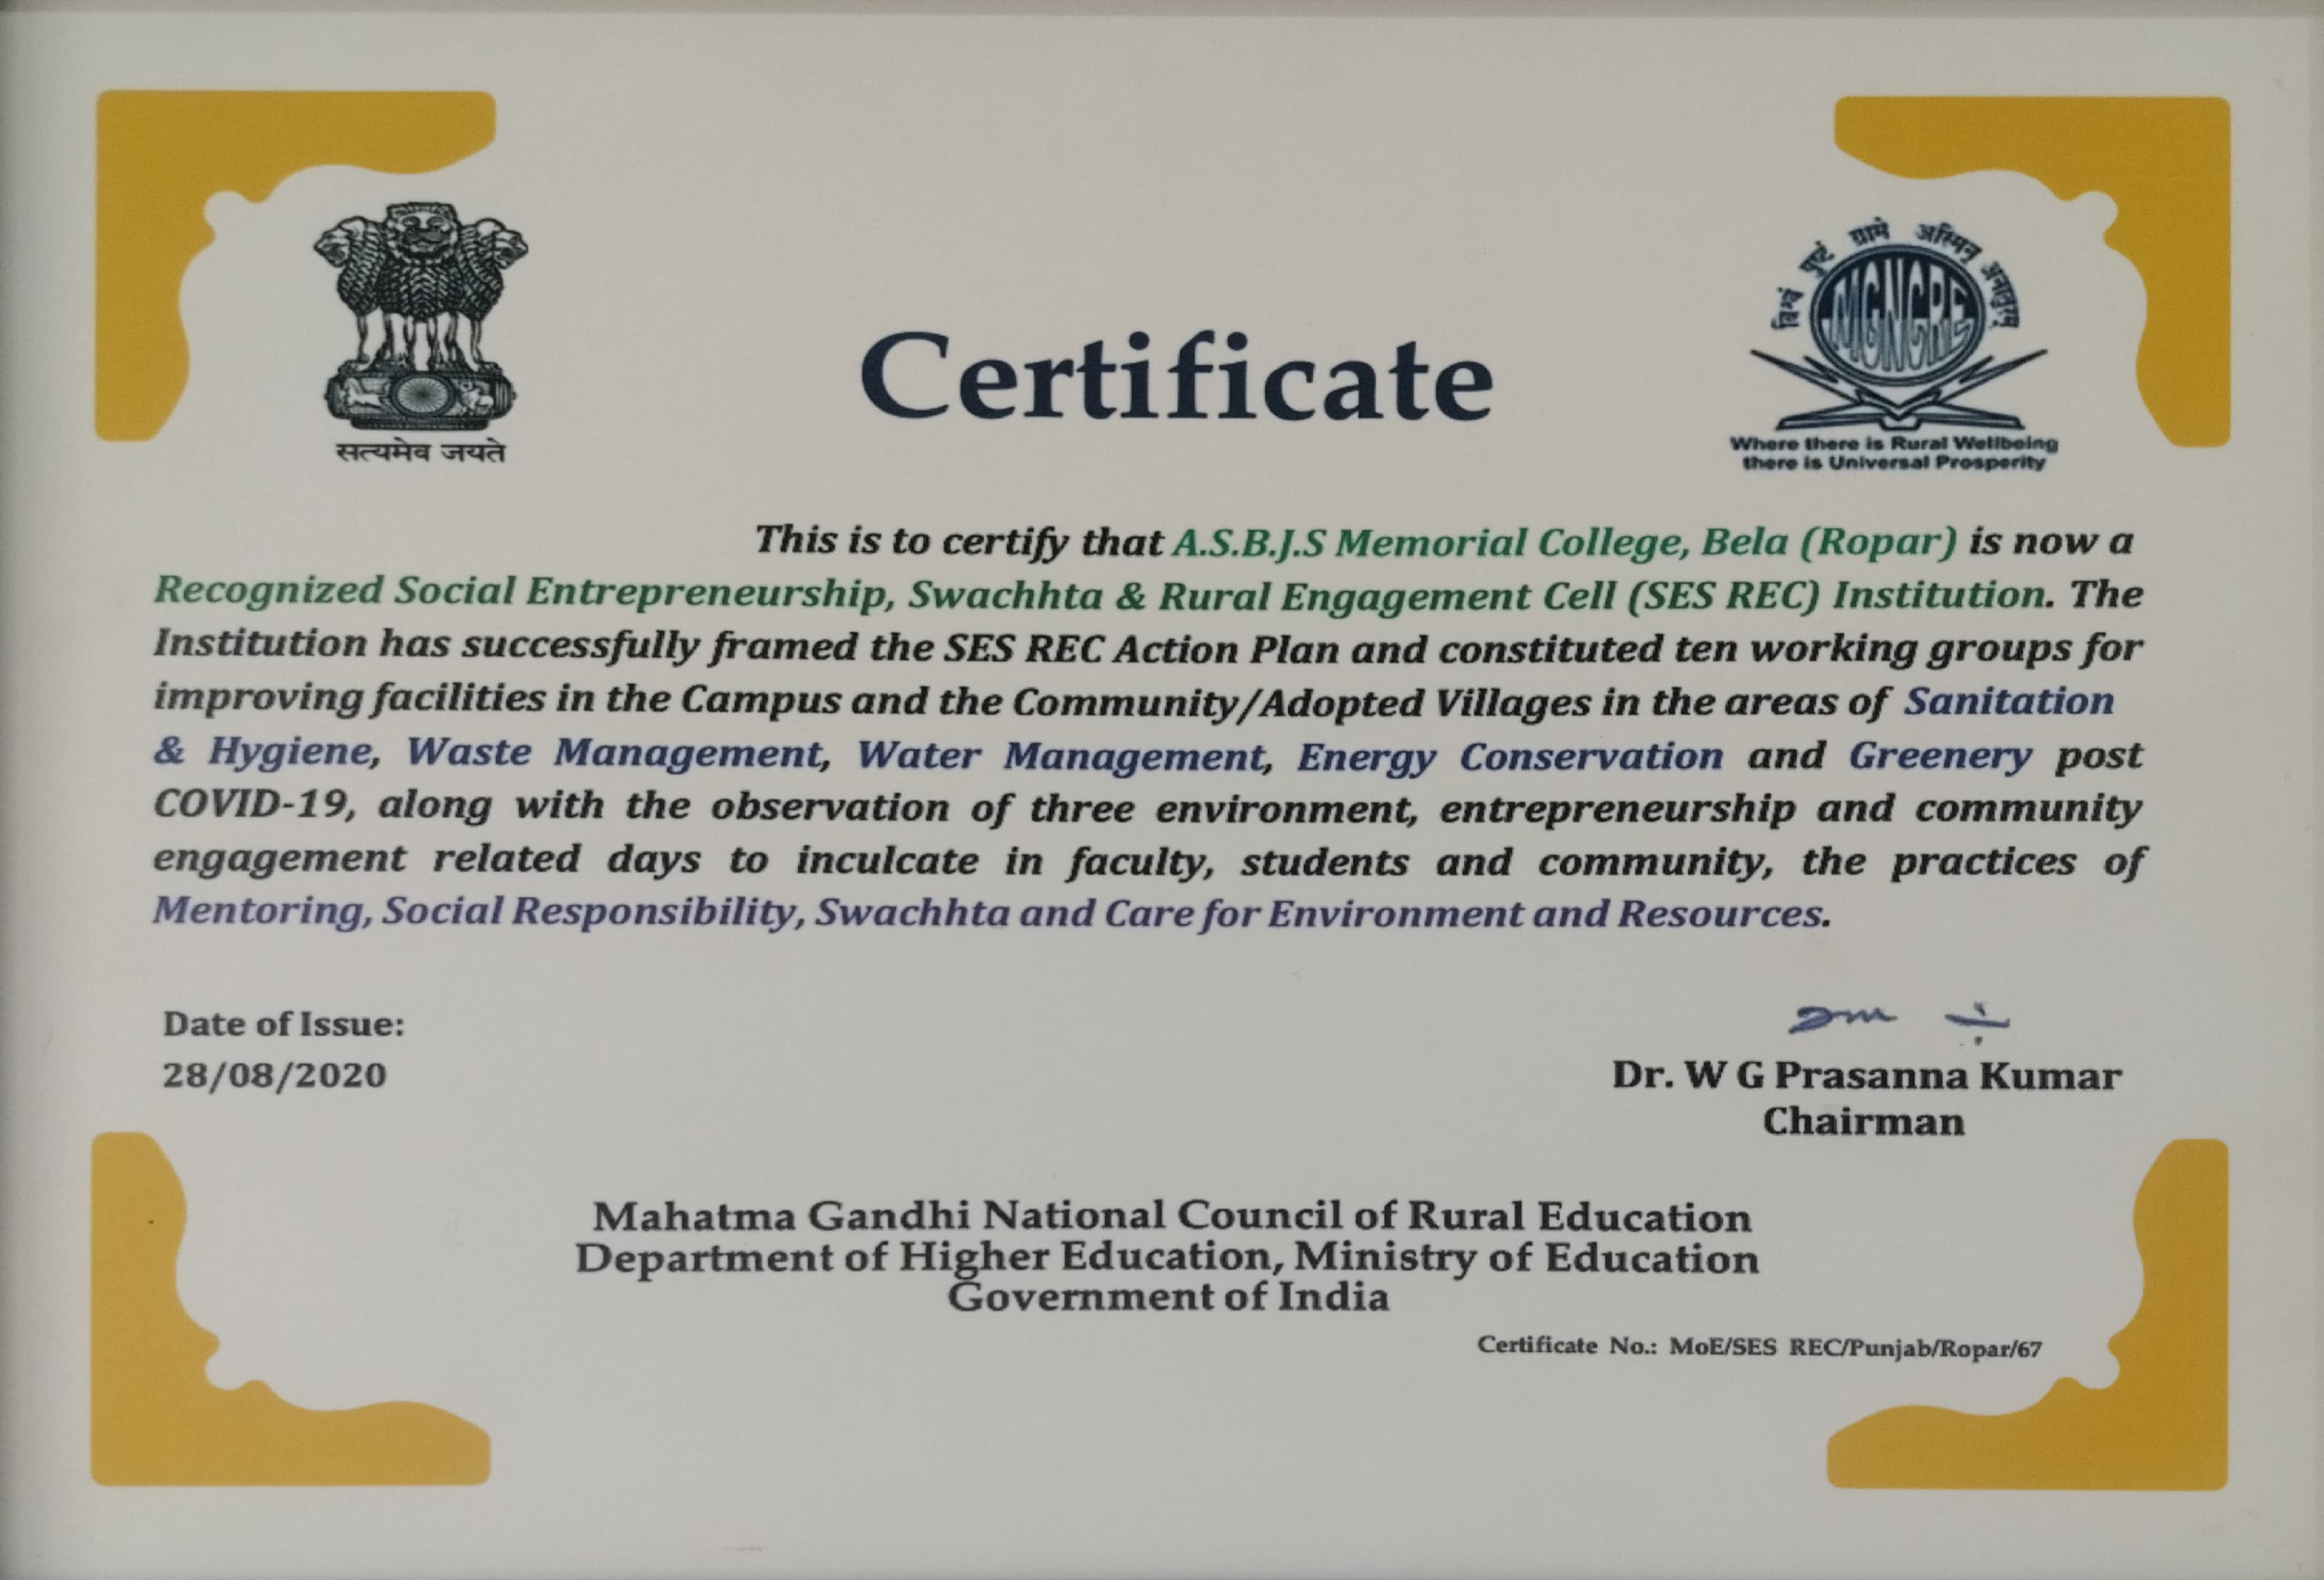 सत्यमेव जयते
Certificate
विश्वं पुष्टं ग्रामे अस्मिन् अनातुरम्
MGNCRE
Where there is Rural Wellbeing
there is Universal Prosperity
This is to certify that A.S.B.J.S Memorial College, Bela (Ropar) is now a
Recognized Social Entrepreneurship, Swachhta & Rural Engagement Cell (SES REC) Institution. The
Institution has successfully framed the SES REC Action Plan and constituted ten working groups for
improving facilities in the Campus and the Community/Adopted Villages in the areas of Sanitation
& Hygiene, Waste Management, Water Management, Energy Conservation and Greenery post
COVID-19, along with the observation of three environment, entrepreneurship and community
engagement related days to inculcate in faculty, students and community, the practices of
Mentoring, Social Responsibility, Swachhta and Care for Environment and Resources.
Date of Issue:
28/08/2020
Dr. W G Prasanna Kumar
Chairman
Mahatma Gandhi National Council of Rural Education
Department of Higher Education, Ministry of Education
Government of India
Certificate No.: MoE/SES REC/Punjab/Ropar/67